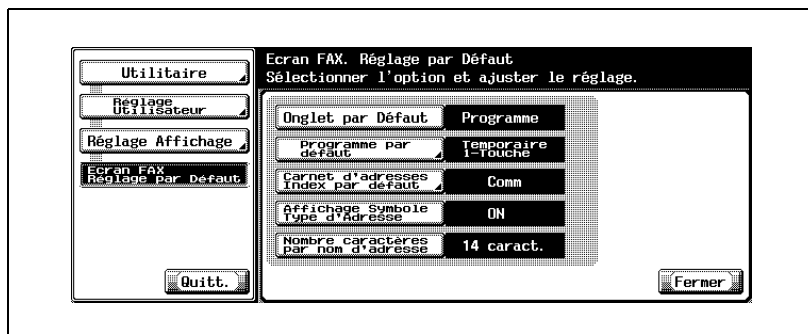 Ecran FAX. Réglage par Défaut
Sélectionner l'option et ajuster le réglage.
Utilitaire
Réglage
Utilisateur
Réglage Affichage
Ecran FAX
Réglage par Défaut
Quitt.
Onglet par Défaut
Programme
Programme par
défaut
Temporaire
1-Touche
Carnet d'adresses
Index par défaut
Comm
Affichage Symbole
Type d'Adresse
ON
Nombre caractères
par nom d'adresse
14 caract.
Fermer